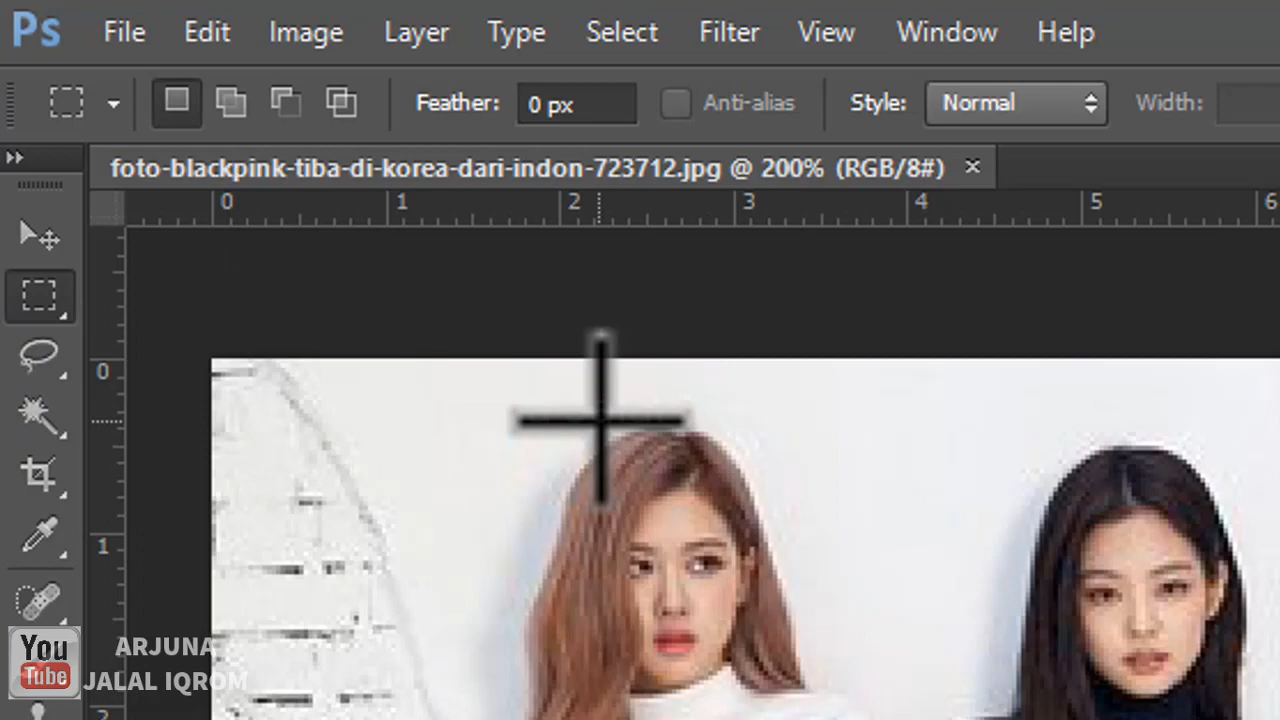 Ps File Edit Image Layer Type Select Filter View Window Help
Feather: 0 px Anti-alias Style: Normal Width:
foto-blackpink-tiba-di-korea-dari-indon-723712.jpg @ 200% (RGB/8#) ×
0 1 2 3 4 5 6
0
1
2
You Tube
ARJUNA
JALAL IQROM